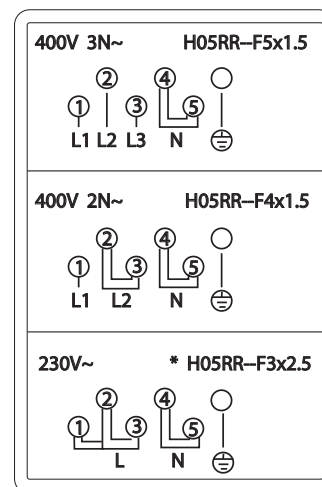 400V 3N~ H05RR--F5x1.5
2 4
1 3 5
L1 L2 L3 N
400V 2N~ H05RR--F4x1.5
2 4
1 3 5
L1 L2 N
230V~ * H05RR--F3x2.5
2 4
1 3 5
L N